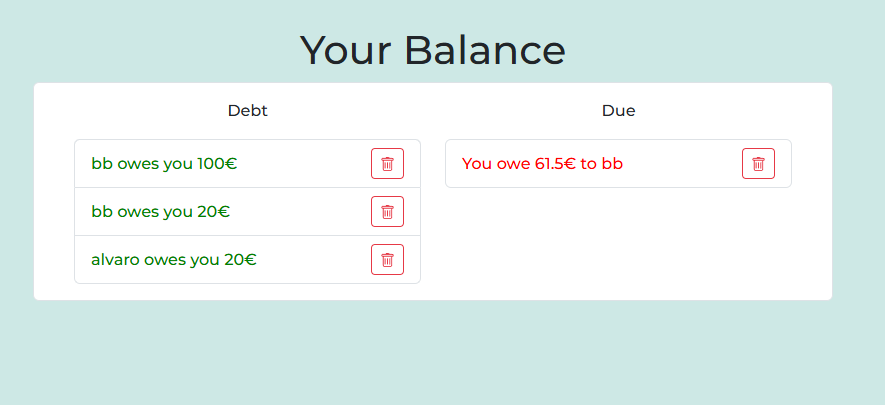 Your Balance
Debt
bb owes you 100€
bb owes you 20€
alvaro owes you 20€
Due
You owe 61.5€ to bb